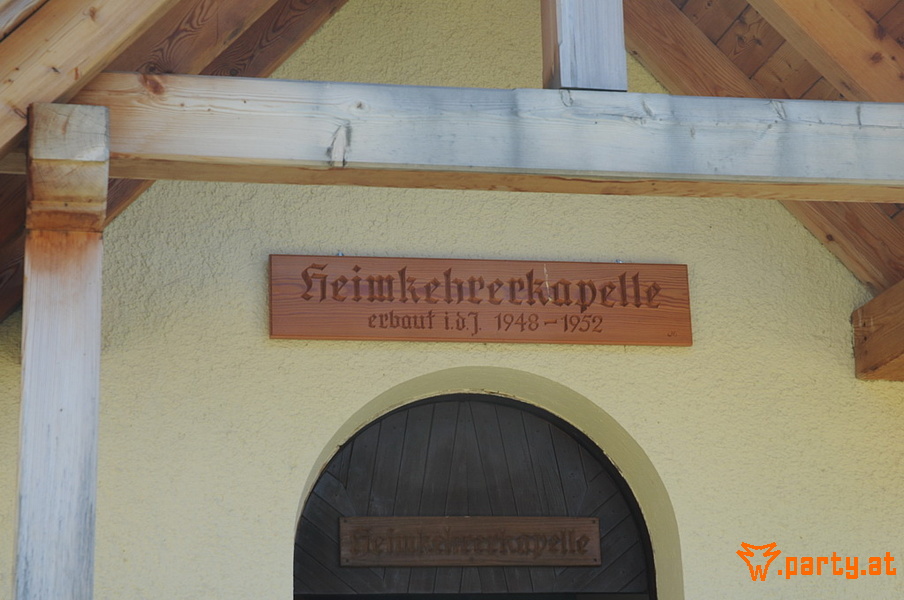 Heimkehrerkapelle
erbaut i.d.J. 1948-1952
Heimkehrerkapelle
w.party.at